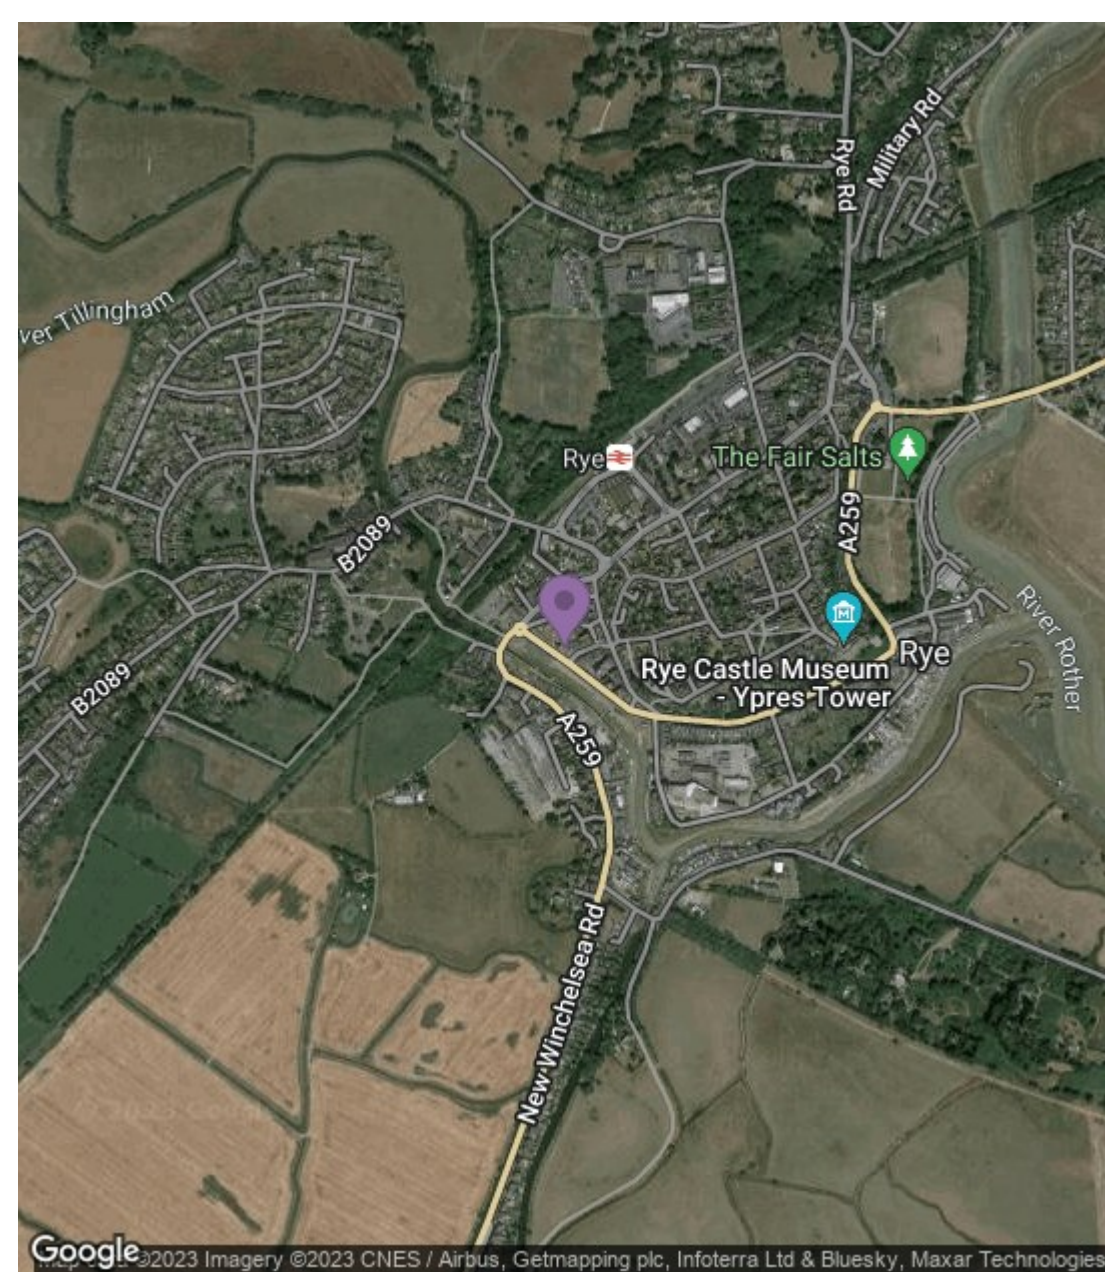 Rye Rd
Military Rd
ver Tillingham
Rye
The Fair Salts
A259
B2089
River Rother
Rye
Rye Castle Museum
- Ypres Tower
B2089
A259
New Winchelsea Rd
Google
©2023 Imagery ©2023 CNES / Airbus, Getmapping plc, Infoterra Ltd & Bluesky, Maxar Technologies